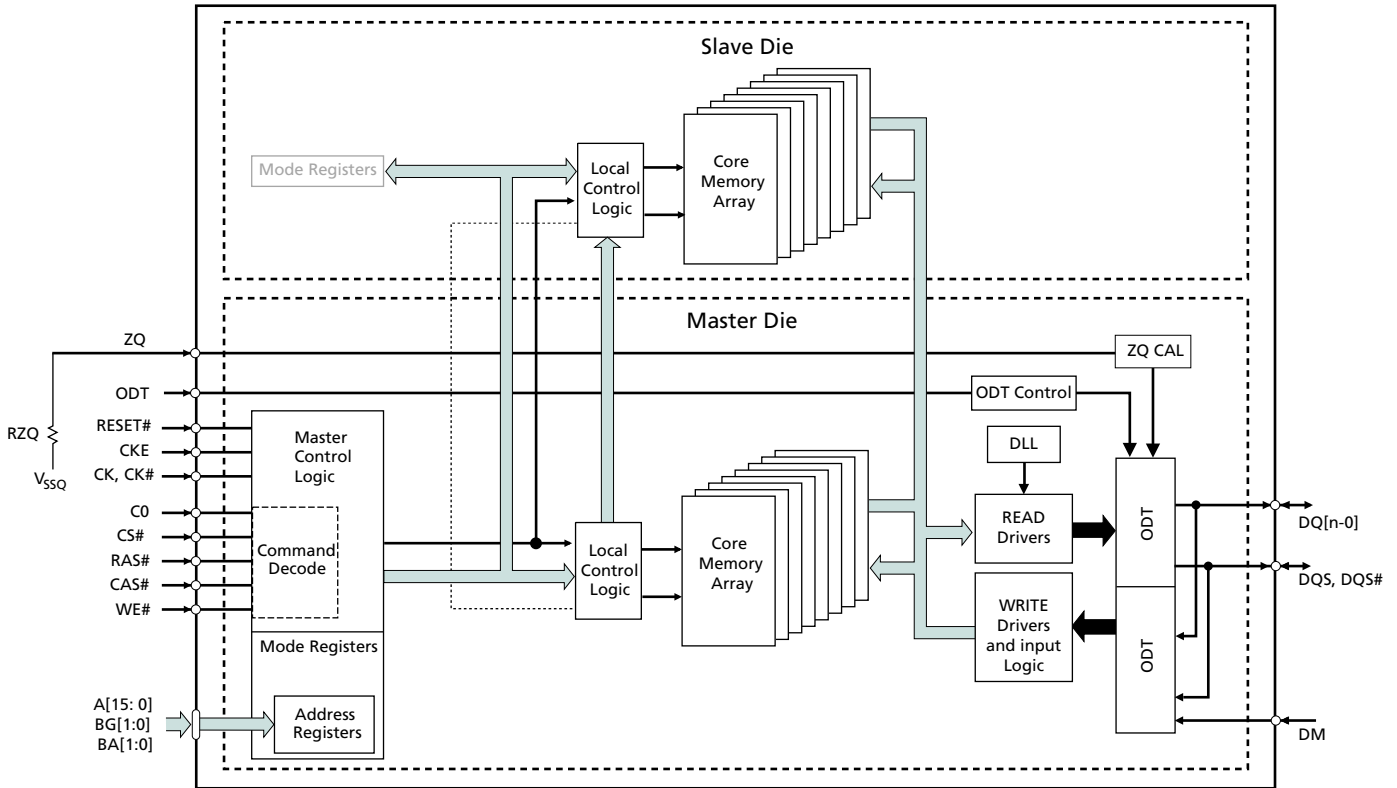 Slave Die
Mode Registers
Local
Control
Logic
Core
Memory
Array
Master Die
ZQ
ZQ CAL
ODT
ODT Control
RZQ
VSSQ
RESET#
CKE
CK, CK#
C0
CS#
RAS#
CAS#
WE#
Master
Control
Logic
Command
Decode
Mode Registers
A[15: 0]
BG[1:0]
BA[1:0]
Address
Registers
Local
Control
Logic
Core
Memory
Array
DLL
READ
Drivers
WRITE
Drivers
and input
Logic
ODT
ODT
DQ[n-0]
DQS, DQS#
DM